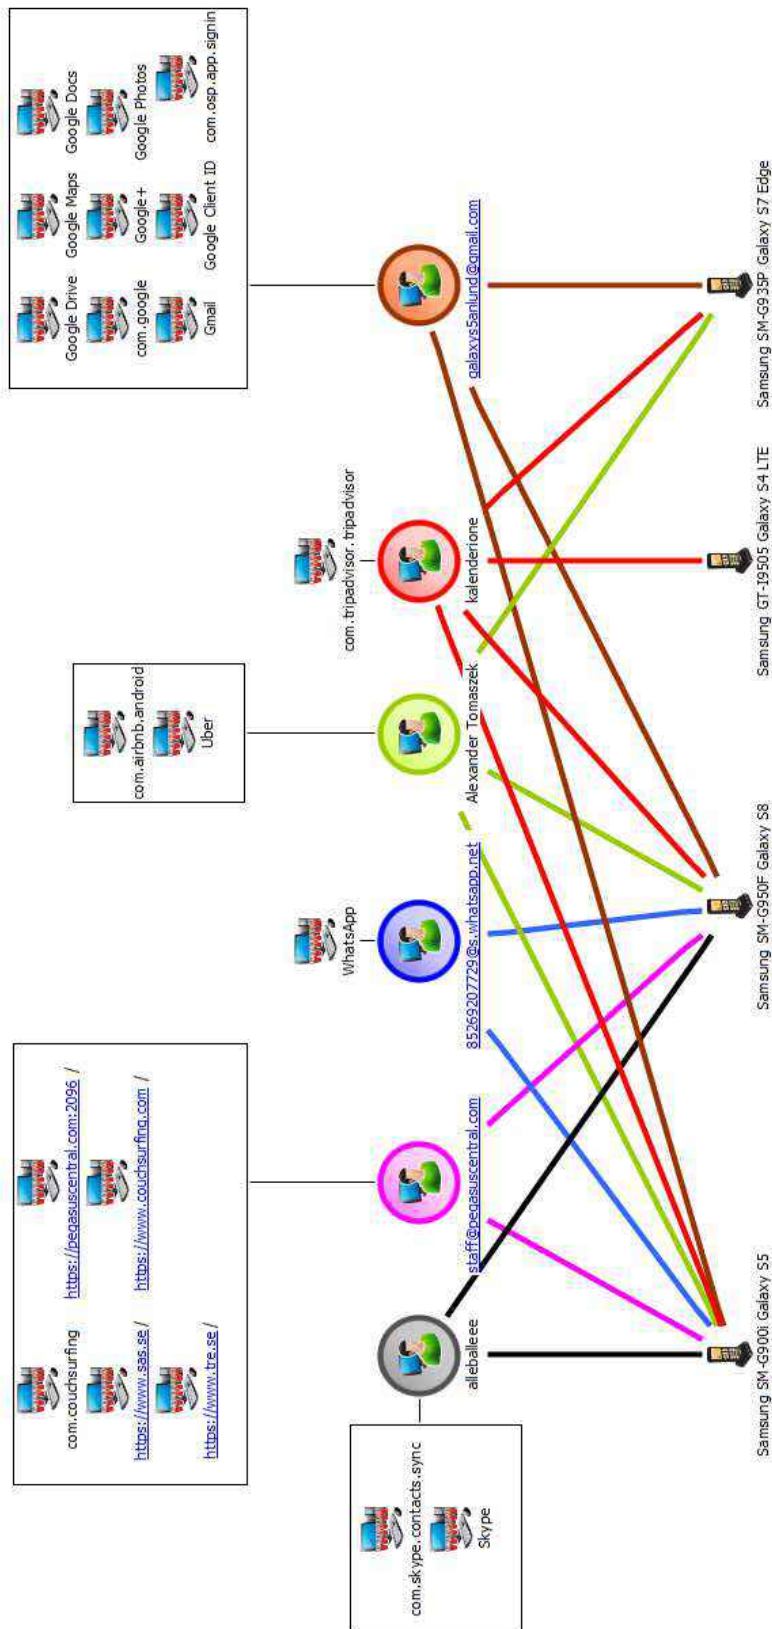 com.skype.contacts.sync
Skype
com.couchsurfing
https://pegasuscentral.com:2096 /
https://www.sas.se /
https://www.couchsurfing.com /
https://www.tre.se /
WhatsApp
com.airbnb.android
Uber
com.tripadvisor.tripadvisor
Google Drive
Google Maps
Google Docs
com.google
Google+
Google Photos
Gmail
Google Client ID
com.osp.app.signin
alleballeee
staff@pegasuscentral.com
85269207729@s.whatsapp.net
Alexander Tomaszek
kalenderione
galaxys5anlund@gmail.com
Samsung SM-G900i Galaxy S5
Samsung SM-G950F Galaxy S8
Samsung GT-I9505 Galaxy S4 LTE
Samsung SM-G935P Galaxy S7 Edge